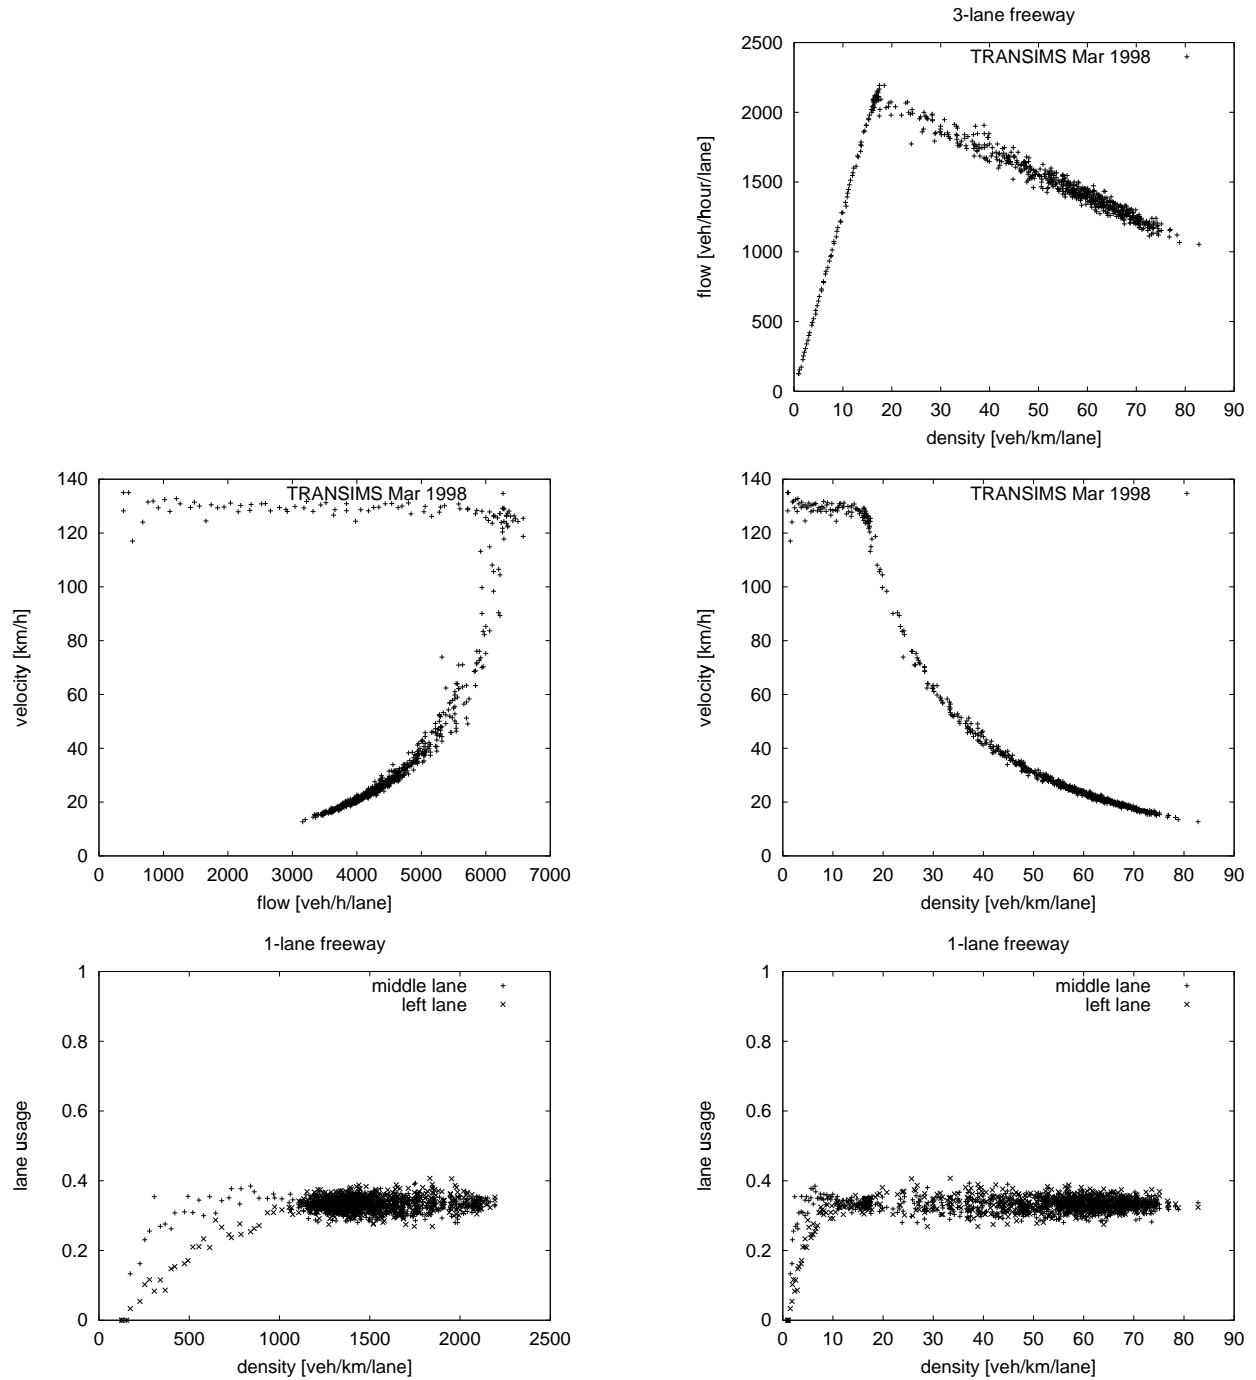 3-lane freeway
2500
2000
1500
1000
500
0
TRANSIMS Mar 1998
flow [veh/hour/lane]
0 10 20 30 40 50 60 70 80 90
density [veh/km/lane]
140
120
100
80
60
40
20
0
TRANSIMS Mar 1998
velocity [km/h]
0 1000 2000 3000 4000 5000 6000 7000
flow [veh/h/lane]
140
120
100
80
60
40
20
0
TRANSIMS Mar 1998
velocity [km/h]
0 10 20 30 40 50 60 70 80 90
density [veh/km/lane]
1-lane freeway
1
0.8
0.6
0.4
0.2
0
middle lane
left lane
lane usage
0 500 1000 1500 2000 2500
density [veh/km/lane]
1-lane freeway
1
0.8
0.6
0.4
0.2
0
middle lane
left lane
lane usage
0 10 20 30 40 50 60 70 80 90
density [veh/km/lane]